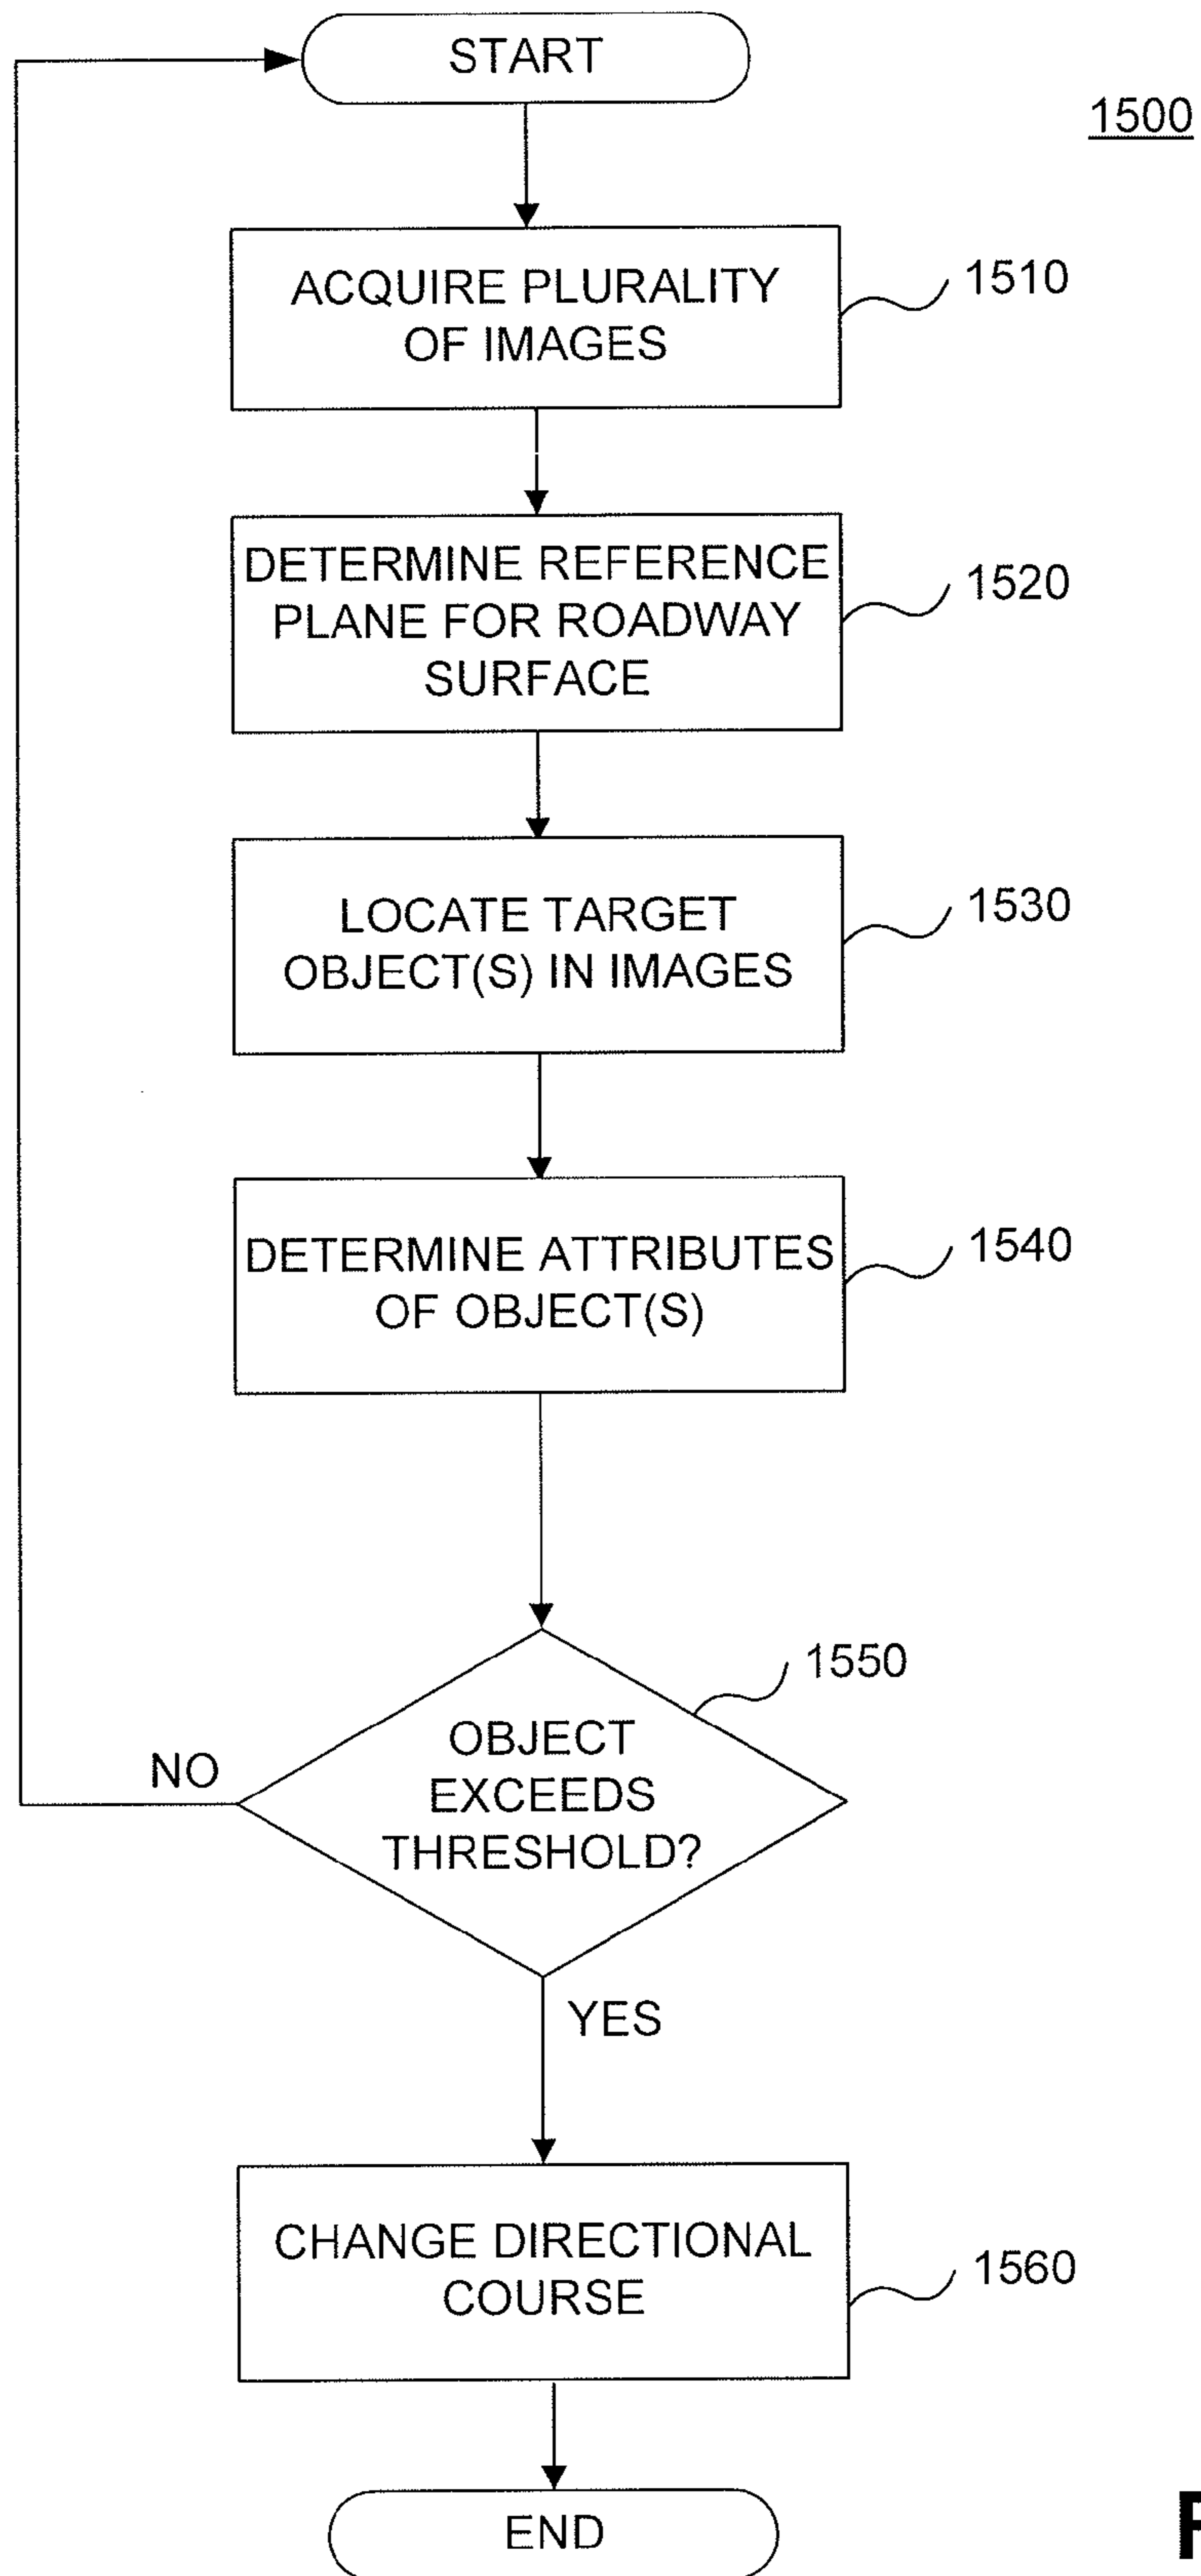 START
1500
ACQUIRE PLURALITY
OF IMAGES
1510
DETERMINE REFERENCE
PLANE FOR ROADWAY
SURFACE
1520
LOCATE TARGET
OBJECT(S) IN IMAGES
1530
DETERMINE ATTRIBUTES
OF OBJECT(S)
1540
1550
OBJECT
EXCEEDS
THRESHOLD?
NO
YES
CHANGE DIRECTIONAL
COURSE
1560
END